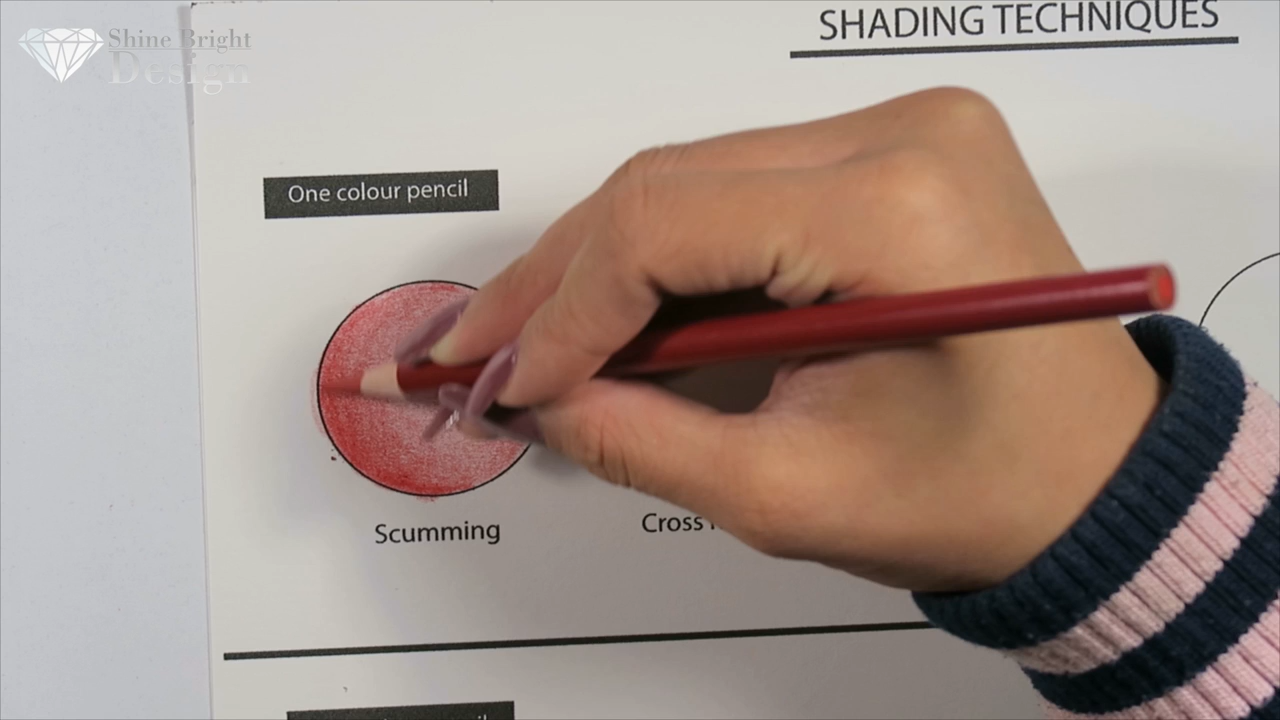 Shine Bright
Design
SHADING TECHNIQUES
One colour pencil
Scumming
Cross